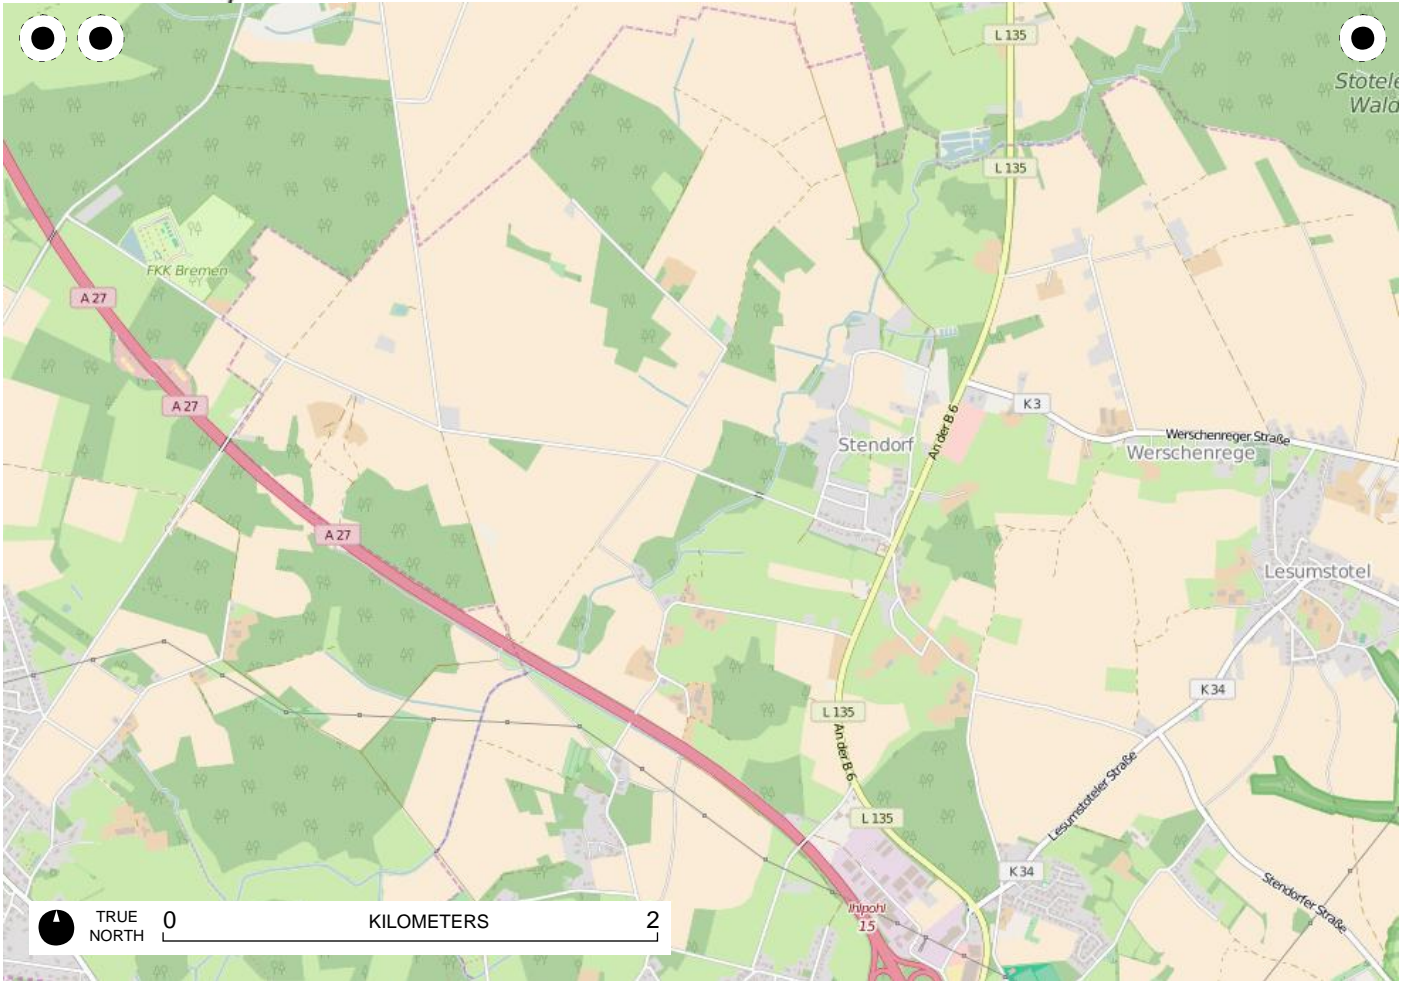 L 135
Stotele
Wald
L 135
FKK Bremen
A 27
A 27
K3
An der B 6
Stendorf
Werschenreger Straße
Werschenrege
A 27
Lesumstotel
K 34
L 135
An der B 6
Lesumstoteler Straße
L 135
K 34
Stendorfer Straße
Ihlpohl
15
TRUE
NORTH
0 KILOMETERS 2